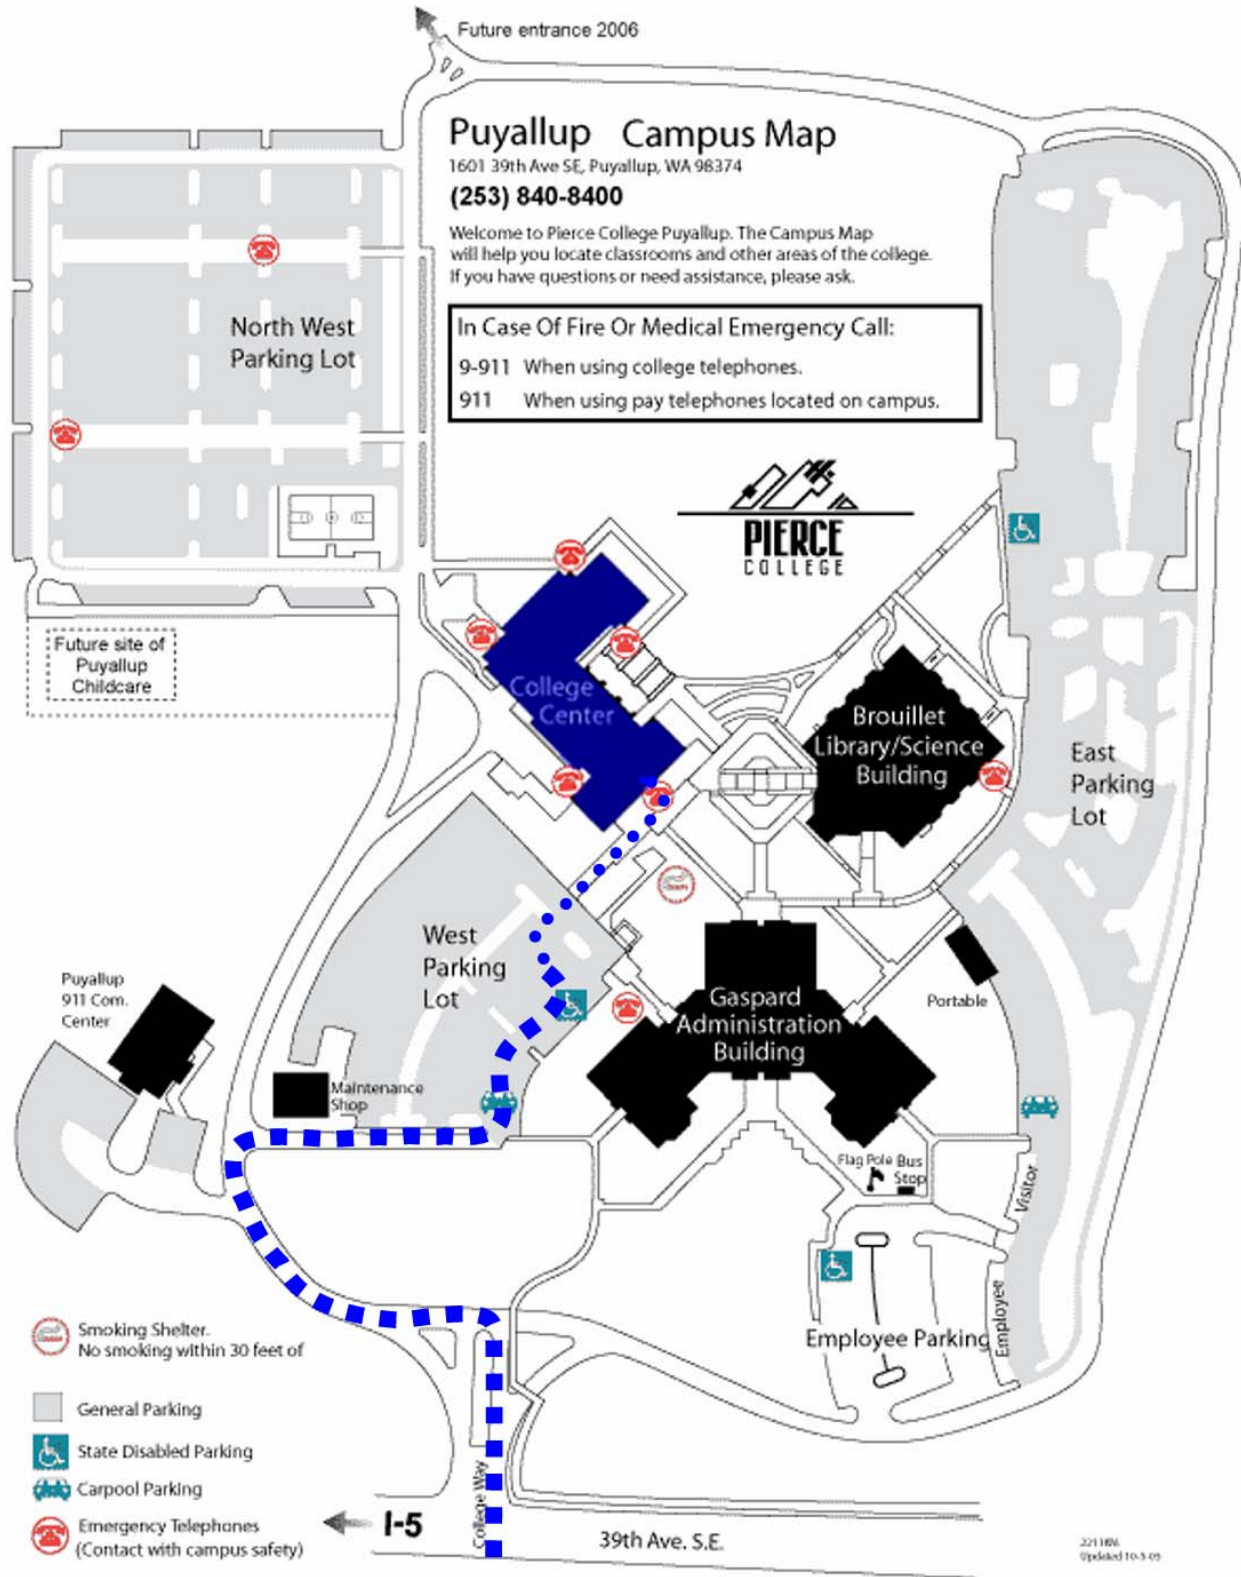 Future entrance 2006
Puyallup Campus Map
1601 39th Ave SE, Puyallup, WA 98374
(253) 840-8400
Welcome to Pierce College Puyallup. The Campus Map
will help you locate classrooms and other areas of the college.
If you have questions or need assistance, please ask.
In Case Of Fire Or Medical Emergency Call:
9-911 When using college telephones.
911 When using pay telephones located on campus.
North West
Parking Lot
PIERCE
COLLEGE
Future site of
Puyallup
Childcare
College
Center
Brouillet
Library/Science
Building
East
Parking
Lot
West
Parking
Lot
Puyallup
911 Com.
Center
Portable
Gaspard
Administration
Building
Maintenance
Shop
Flag Pole
Bus
Stop
Visitor
Employee
Employee Parking
Smoking Shelter.
No smoking within 30 feet of
General Parking
State Disabled Parking
Carpool Parking
Emergency Telephones
(Contact with campus safety)
I-5
College Way
39th Ave. S.E.